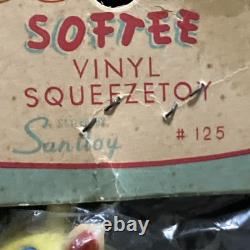 SOFTEE
VINYL
SQUEEZETOY
A
Sanitoy
# 125